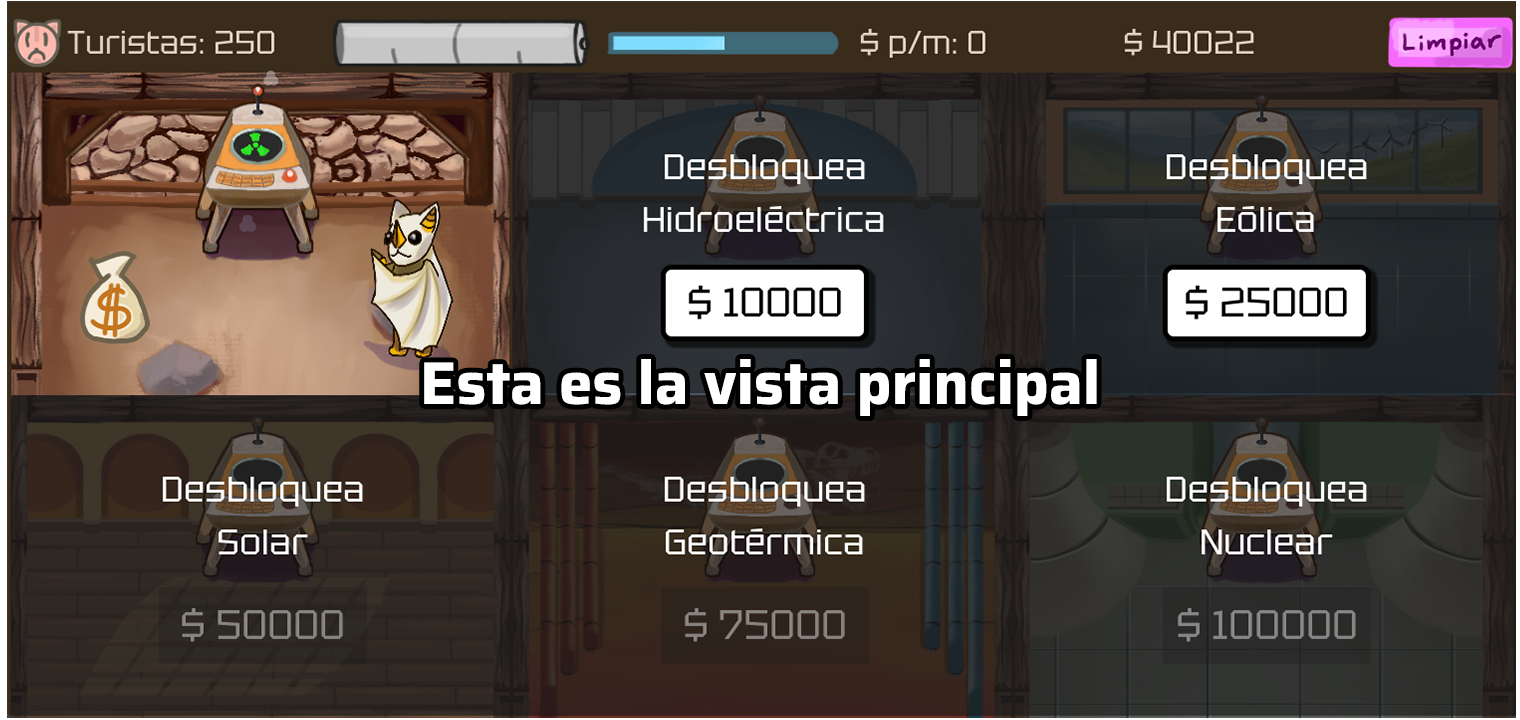 Turistas: 250
$ p/m: 0
$ 40022
Limpiar
$
Desbloquea
Hidroeléctrica
$ 10000
Desbloquea
Eólica
$ 25000
Esta es la vista principal
Desbloquea
Solar
$ 50000
Desbloquea
Geotérmica
$ 75000
Desbloquea
Nuclear
$ 100000